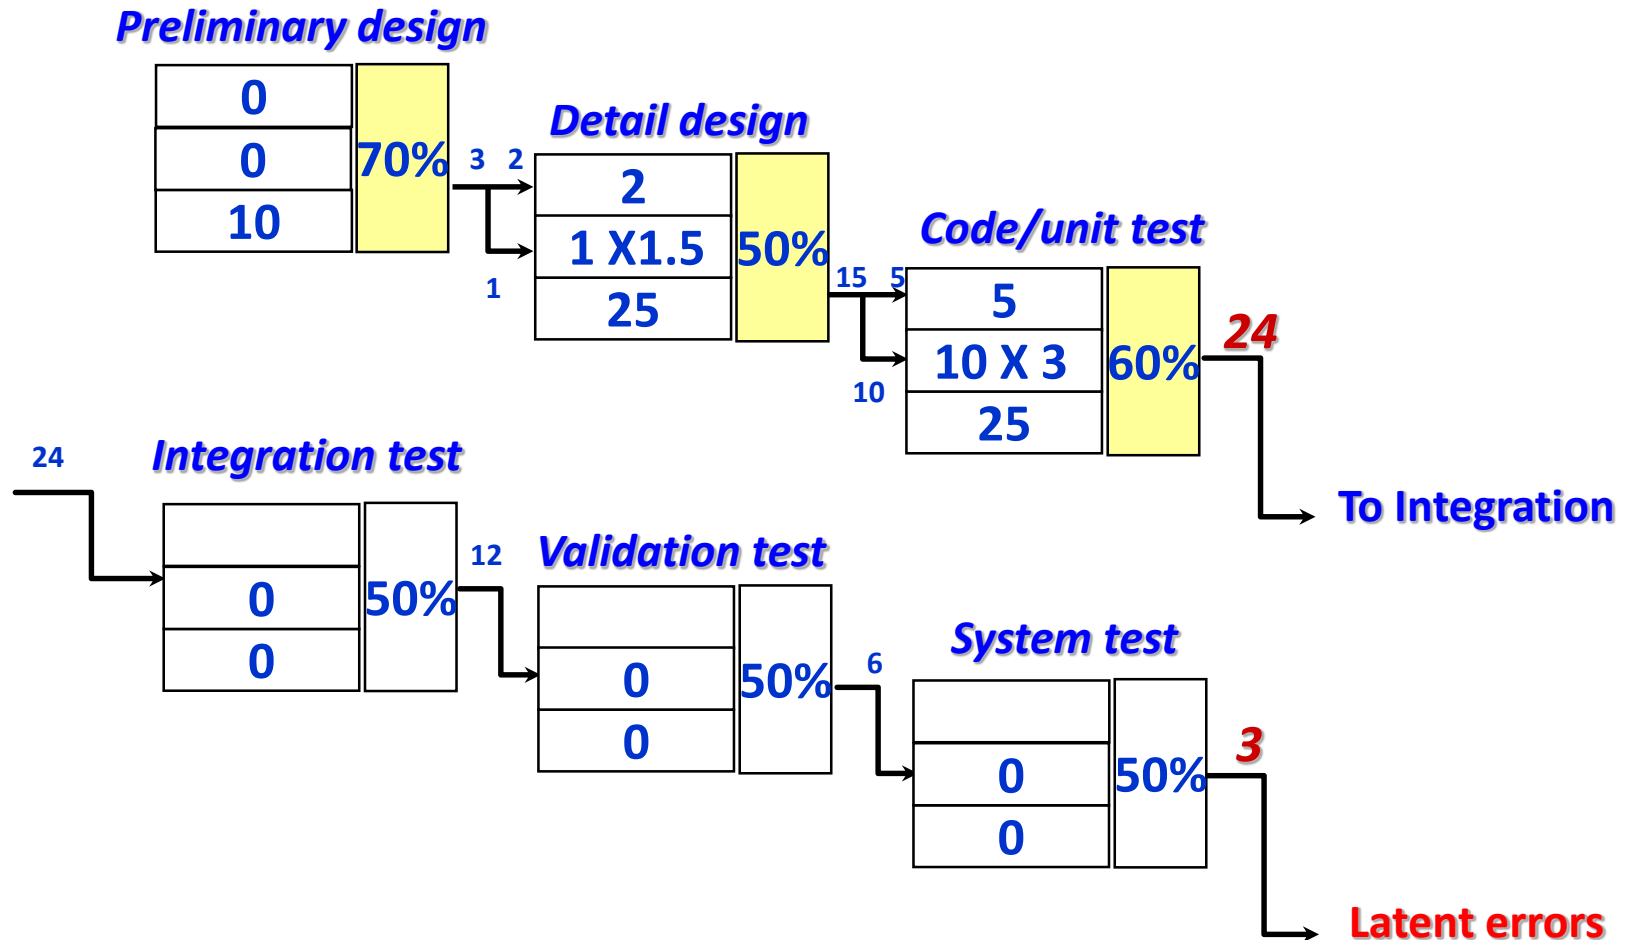 Preliminary design
0
0
10
70%
3 2
1
Detail design
2
1 X1.5
25
50%
15 5
10
Code/unit test
5
10 X 3
25
60%
24
To Integration
24
Integration test
0
0
50%
12
Validation test
0
0
50%
6
System test
0
0
50%
3
Latent errors